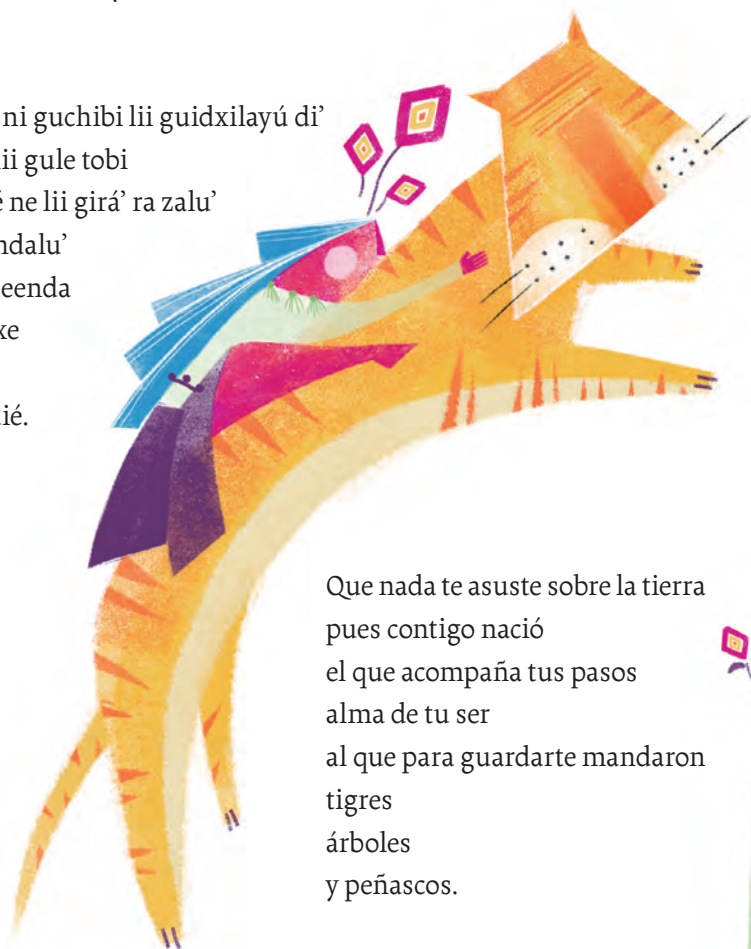 ni guchibi lii guidxilayú di’
lii gule tobi
ne lii girá’ ra zalu’
ndalu’
beenda
xe
ié.
Que nada te asuste sobre la tierra
pues contigo nació
el que acompaña tus pasos
alma de tu ser
al que para guardarte mandaron
tigres
árboles
y peñascos.